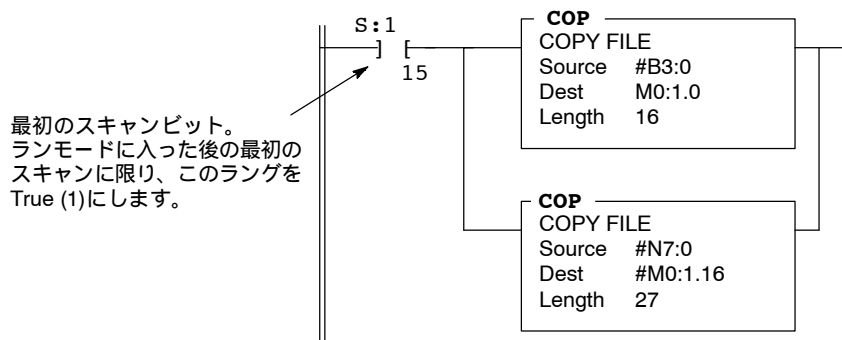 S:1
] [
15
最初のスキャンビット。
ランモードに入った後の最初の
スキャンに限り、このラングを
True (1)にします。
COP
COPY FILE
Source #B3:0
Dest M0:1.0
Length 16
COP
COPY FILE
Source #N7:0
Dest #M0:1.16
Length 27